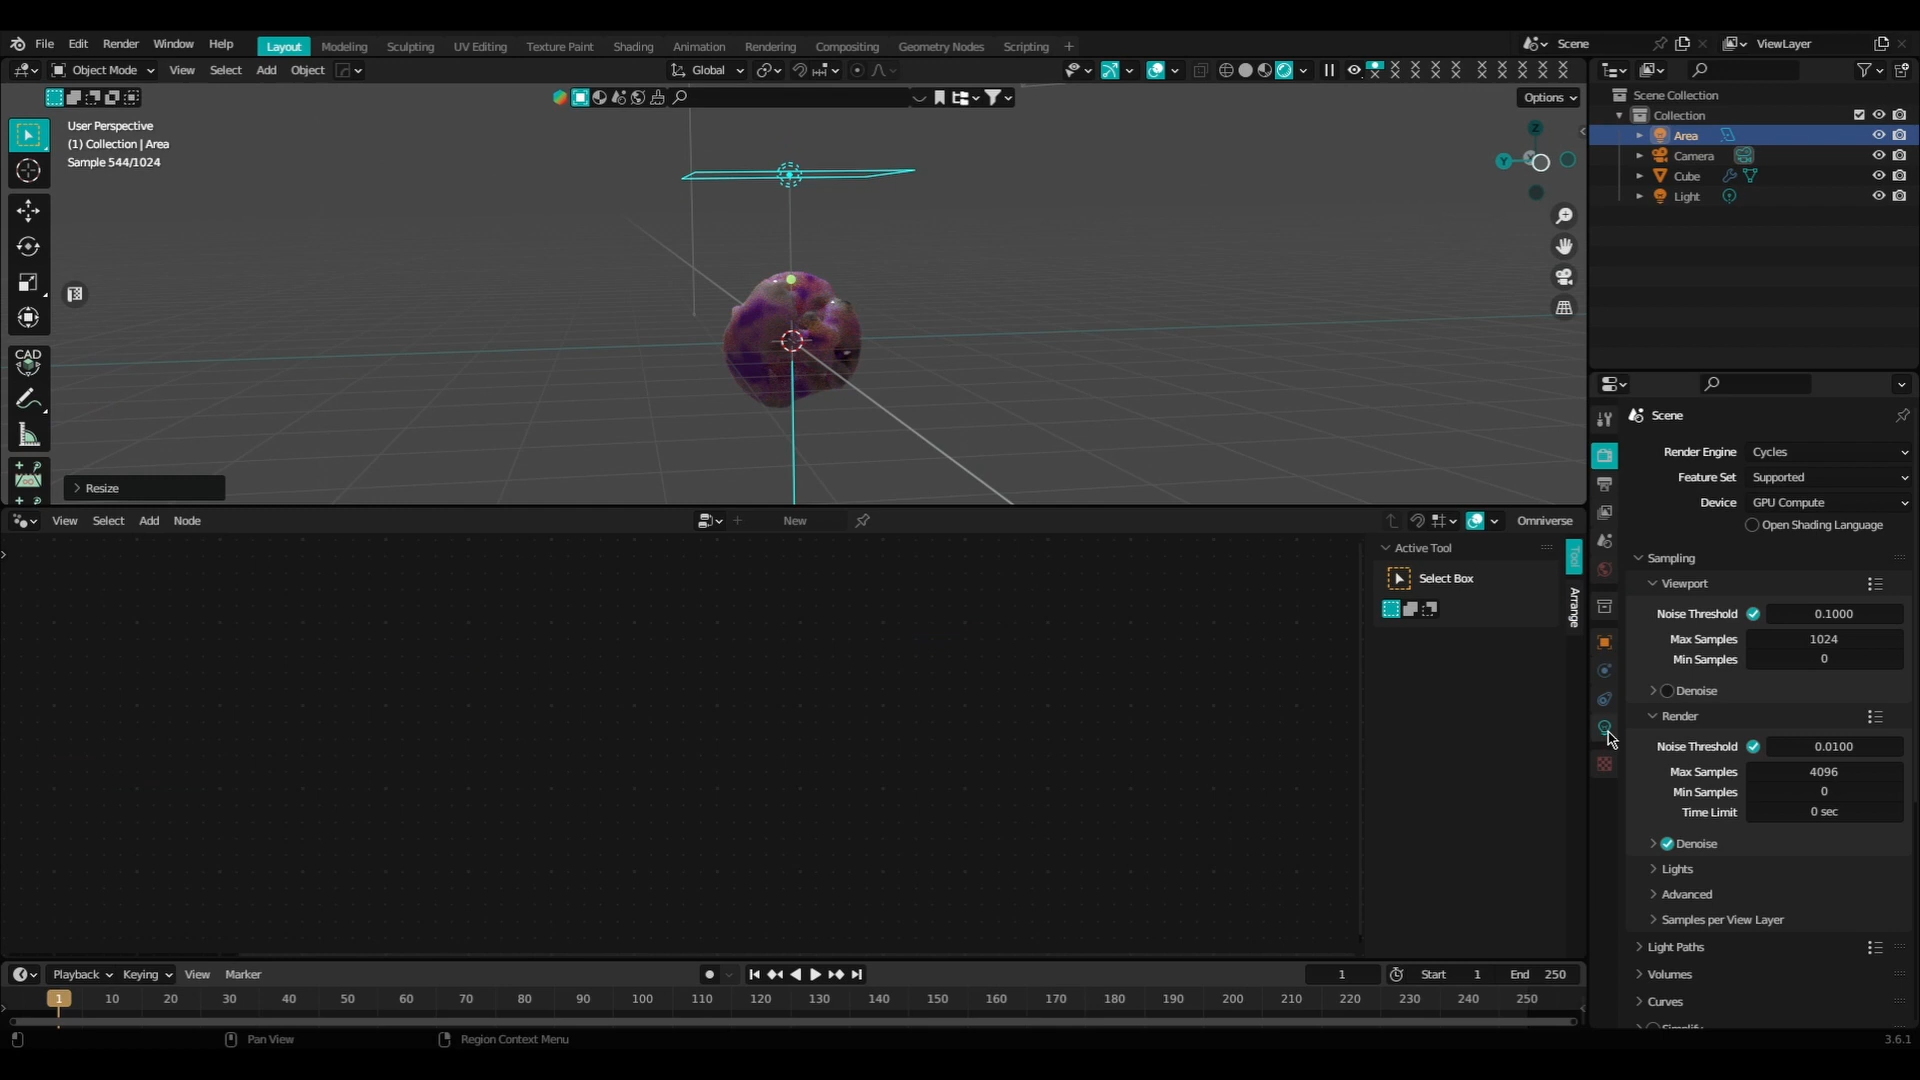 File Edit Render Window Help Layout Modeling Sculpting UV Editing Texture Paint Shading Animation Rendering Compositing Geometry Nodes Scripting + Scene ViewLayer
Object Mode View Select Add Object Global
Options
User Perspective
(1) Collection | Area
Sample 544/1024
Z
Y
X
CAD
Resize
Scene Collection
Collection
Area
Camera
Cube
Light
View Select Add Node New Omniverse
Active Tool
Select Box
Tool
Arrange
Scene
Render Engine Cycles
Feature Set Supported
Device GPU Compute
Open Shading Language
Sampling
Viewport
Noise Threshold 0.1000
Max Samples 1024
Min Samples 0
Denoise
Render
Noise Threshold 0.0100
Max Samples 4096
Min Samples 0
Time Limit 0 sec
Denoise
Lights
Advanced
Samples per View Layer
Light Paths
Volumes
Curves
Playback Keying View Marker 1 Start 1 End 250
1 10 20 30 40 50 60 70 80 90 100 110 120 130 140 150 160 170 180 190 200 210 220 230 240 250
Pan View Region Context Menu 3.6.1